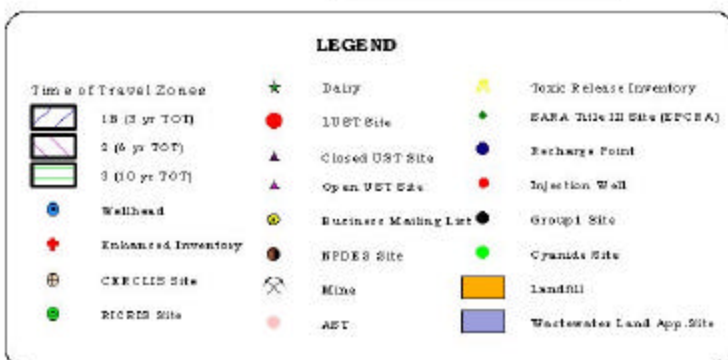 LEGEND
Time of Travel Zones
1B (3 yr TOT)
2 (6 yr TOT)
3 (10 yr TOT)
Wellhead
Enhanced Inventory
CERCLIS Site
RICRIS Site
Dairy
LUST Site
Closed UST Site
Open UST Site
Business Mailing List
NPDES Site
Mine
AST
Toxic Release Inventory
SARA Title III Site (EPCRA)
Recharge Point
Injection Well
Group1 Site
Cyanide Site
Landfill
Wastewater Land App.Site